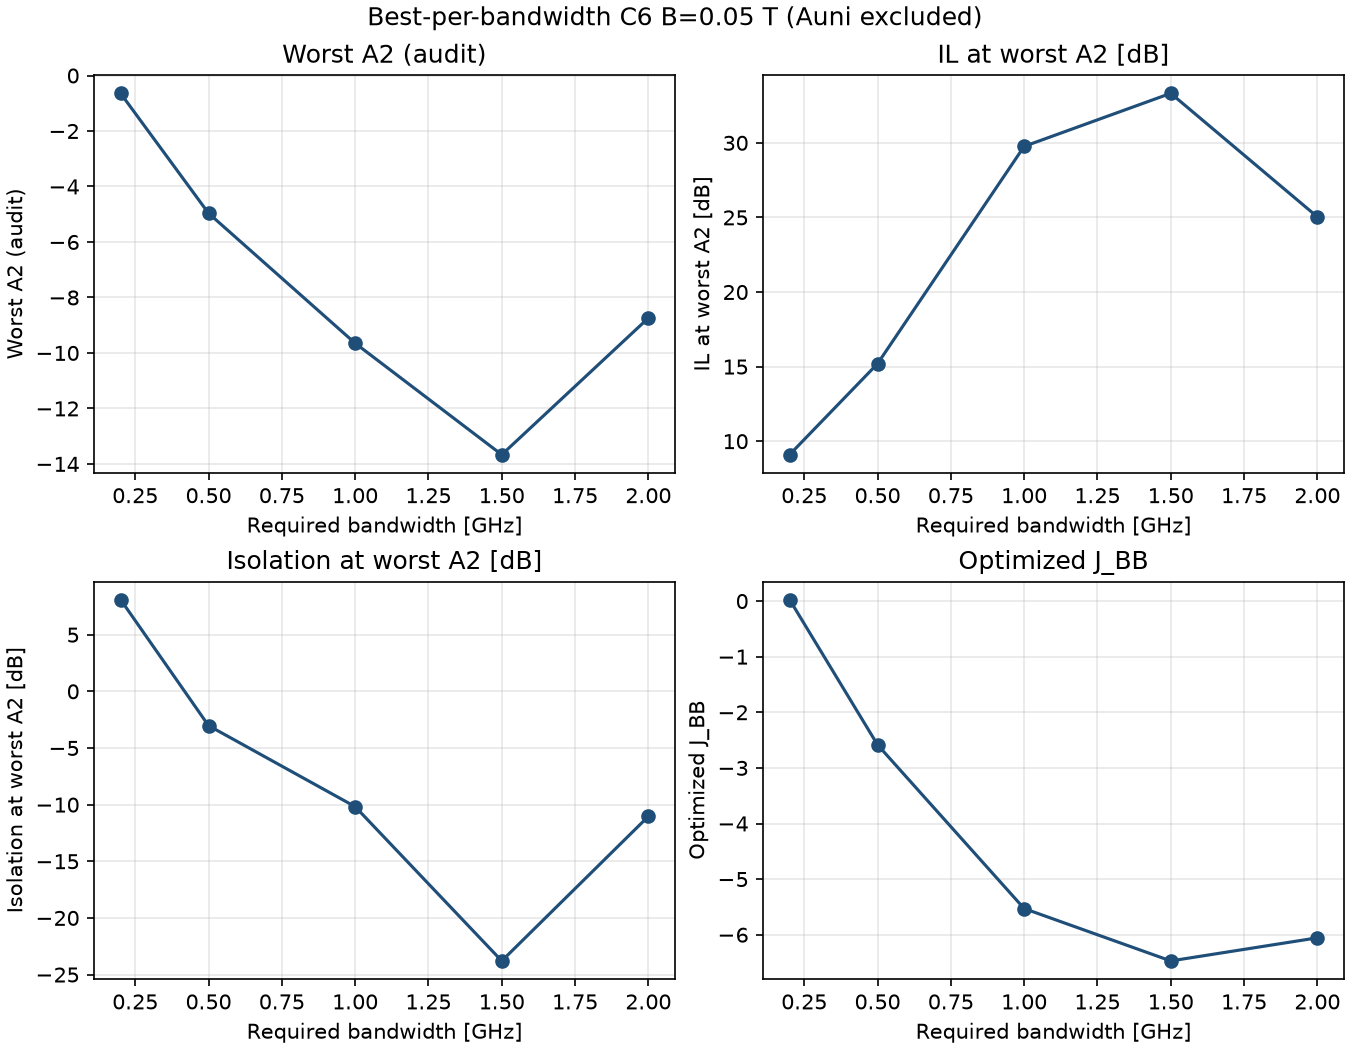 Best-per-bandwidth C6 B=0.05 T (Auni excluded)
Worst A2 (audit)
Worst A2 (audit)
0
−2
−4
−6
−8
−10
−12
−14
0.25 0.50 0.75 1.00 1.25 1.50 1.75 2.00
Required bandwidth [GHz]
IL at worst A2 [dB]
IL at worst A2 [dB]
30
25
20
15
10
0.25 0.50 0.75 1.00 1.25 1.50 1.75 2.00
Required bandwidth [GHz]
Isolation at worst A2 [dB]
Isolation at worst A2 [dB]
5
0
−5
−10
−15
−20
−25
0.25 0.50 0.75 1.00 1.25 1.50 1.75 2.00
Required bandwidth [GHz]
Optimized J_BB
Optimized J_BB
0
−1
−2
−3
−4
−5
−6
0.25 0.50 0.75 1.00 1.25 1.50 1.75 2.00
Required bandwidth [GHz]